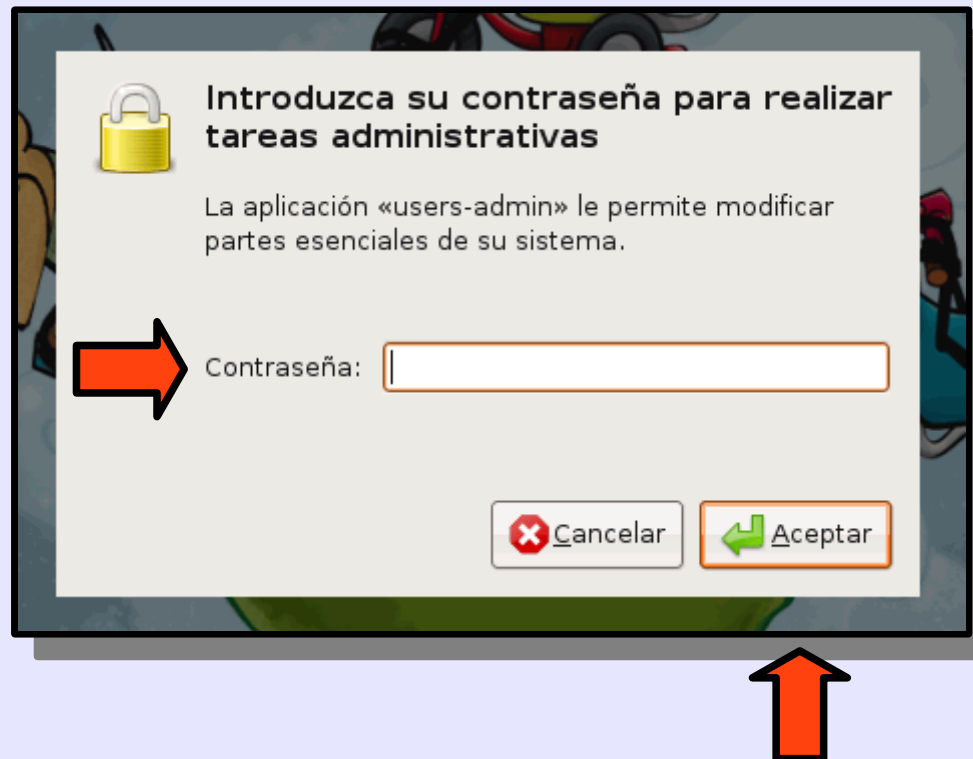 Introduzca su contraseña para realizar
tareas administrativas
La aplicación «users-admin» le permite modificar
partes esenciales de su sistema.
Contraseña:
Cancelar Aceptar